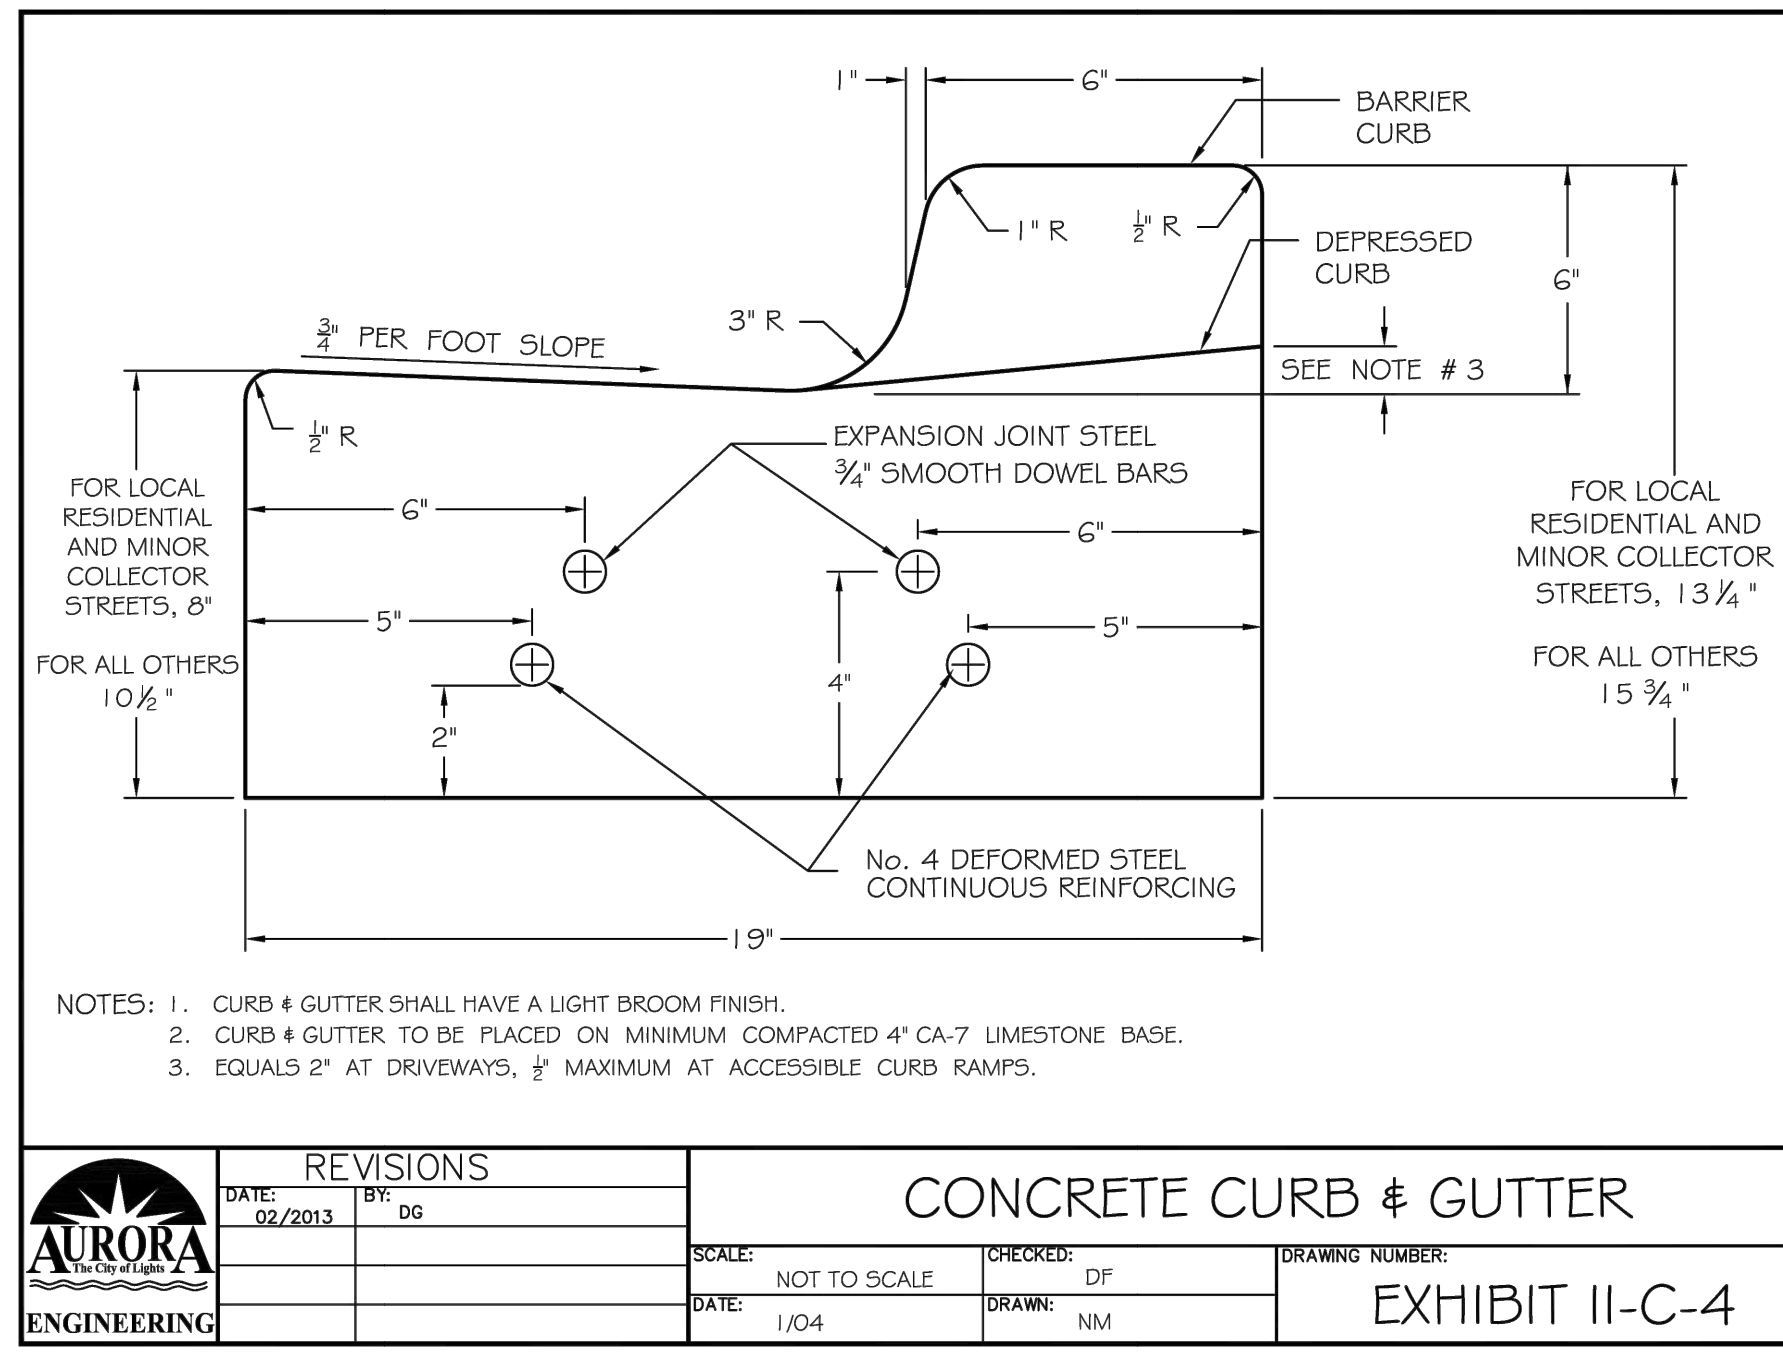 1" 6"
BARRIER
CURB
1" R
½" R
DEPRESSED
CURB
6"
3" R
¾" PER FOOT SLOPE
SEE NOTE # 3
½" R
EXPANSION JOINT STEEL
¾" SMOOTH DOWEL BARS
FOR LOCAL
RESIDENTIAL
AND MINOR
COLLECTOR
STREETS, 8"
FOR ALL OTHERS
10½"
6"
6"
5"
5"
4"
2"
FOR LOCAL
RESIDENTIAL AND
MINOR COLLECTOR
STREETS, 13¼"
FOR ALL OTHERS
15¾"
No. 4 DEFORMED STEEL
CONTINUOUS REINFORCING
19"
NOTES: 1. CURB & GUTTER SHALL HAVE A LIGHT BROOM FINISH.
2. CURB & GUTTER TO BE PLACED ON MINIMUM COMPACTED 4" CA-7 LIMESTONE BASE.
3. EQUALS 2" AT DRIVEWAYS, ½" MAXIMUM AT ACCESSIBLE CURB RAMPS.
AURORA
The City of Lights
ENGINEERING
REVISIONS
DATE: BY:
02/2013 DG
CONCRETE CURB & GUTTER
SCALE:
NOT TO SCALE
CHECKED:
DF
DATE:
1/04
DRAWN:
NM
DRAWING NUMBER:
EXHIBIT II-C-4